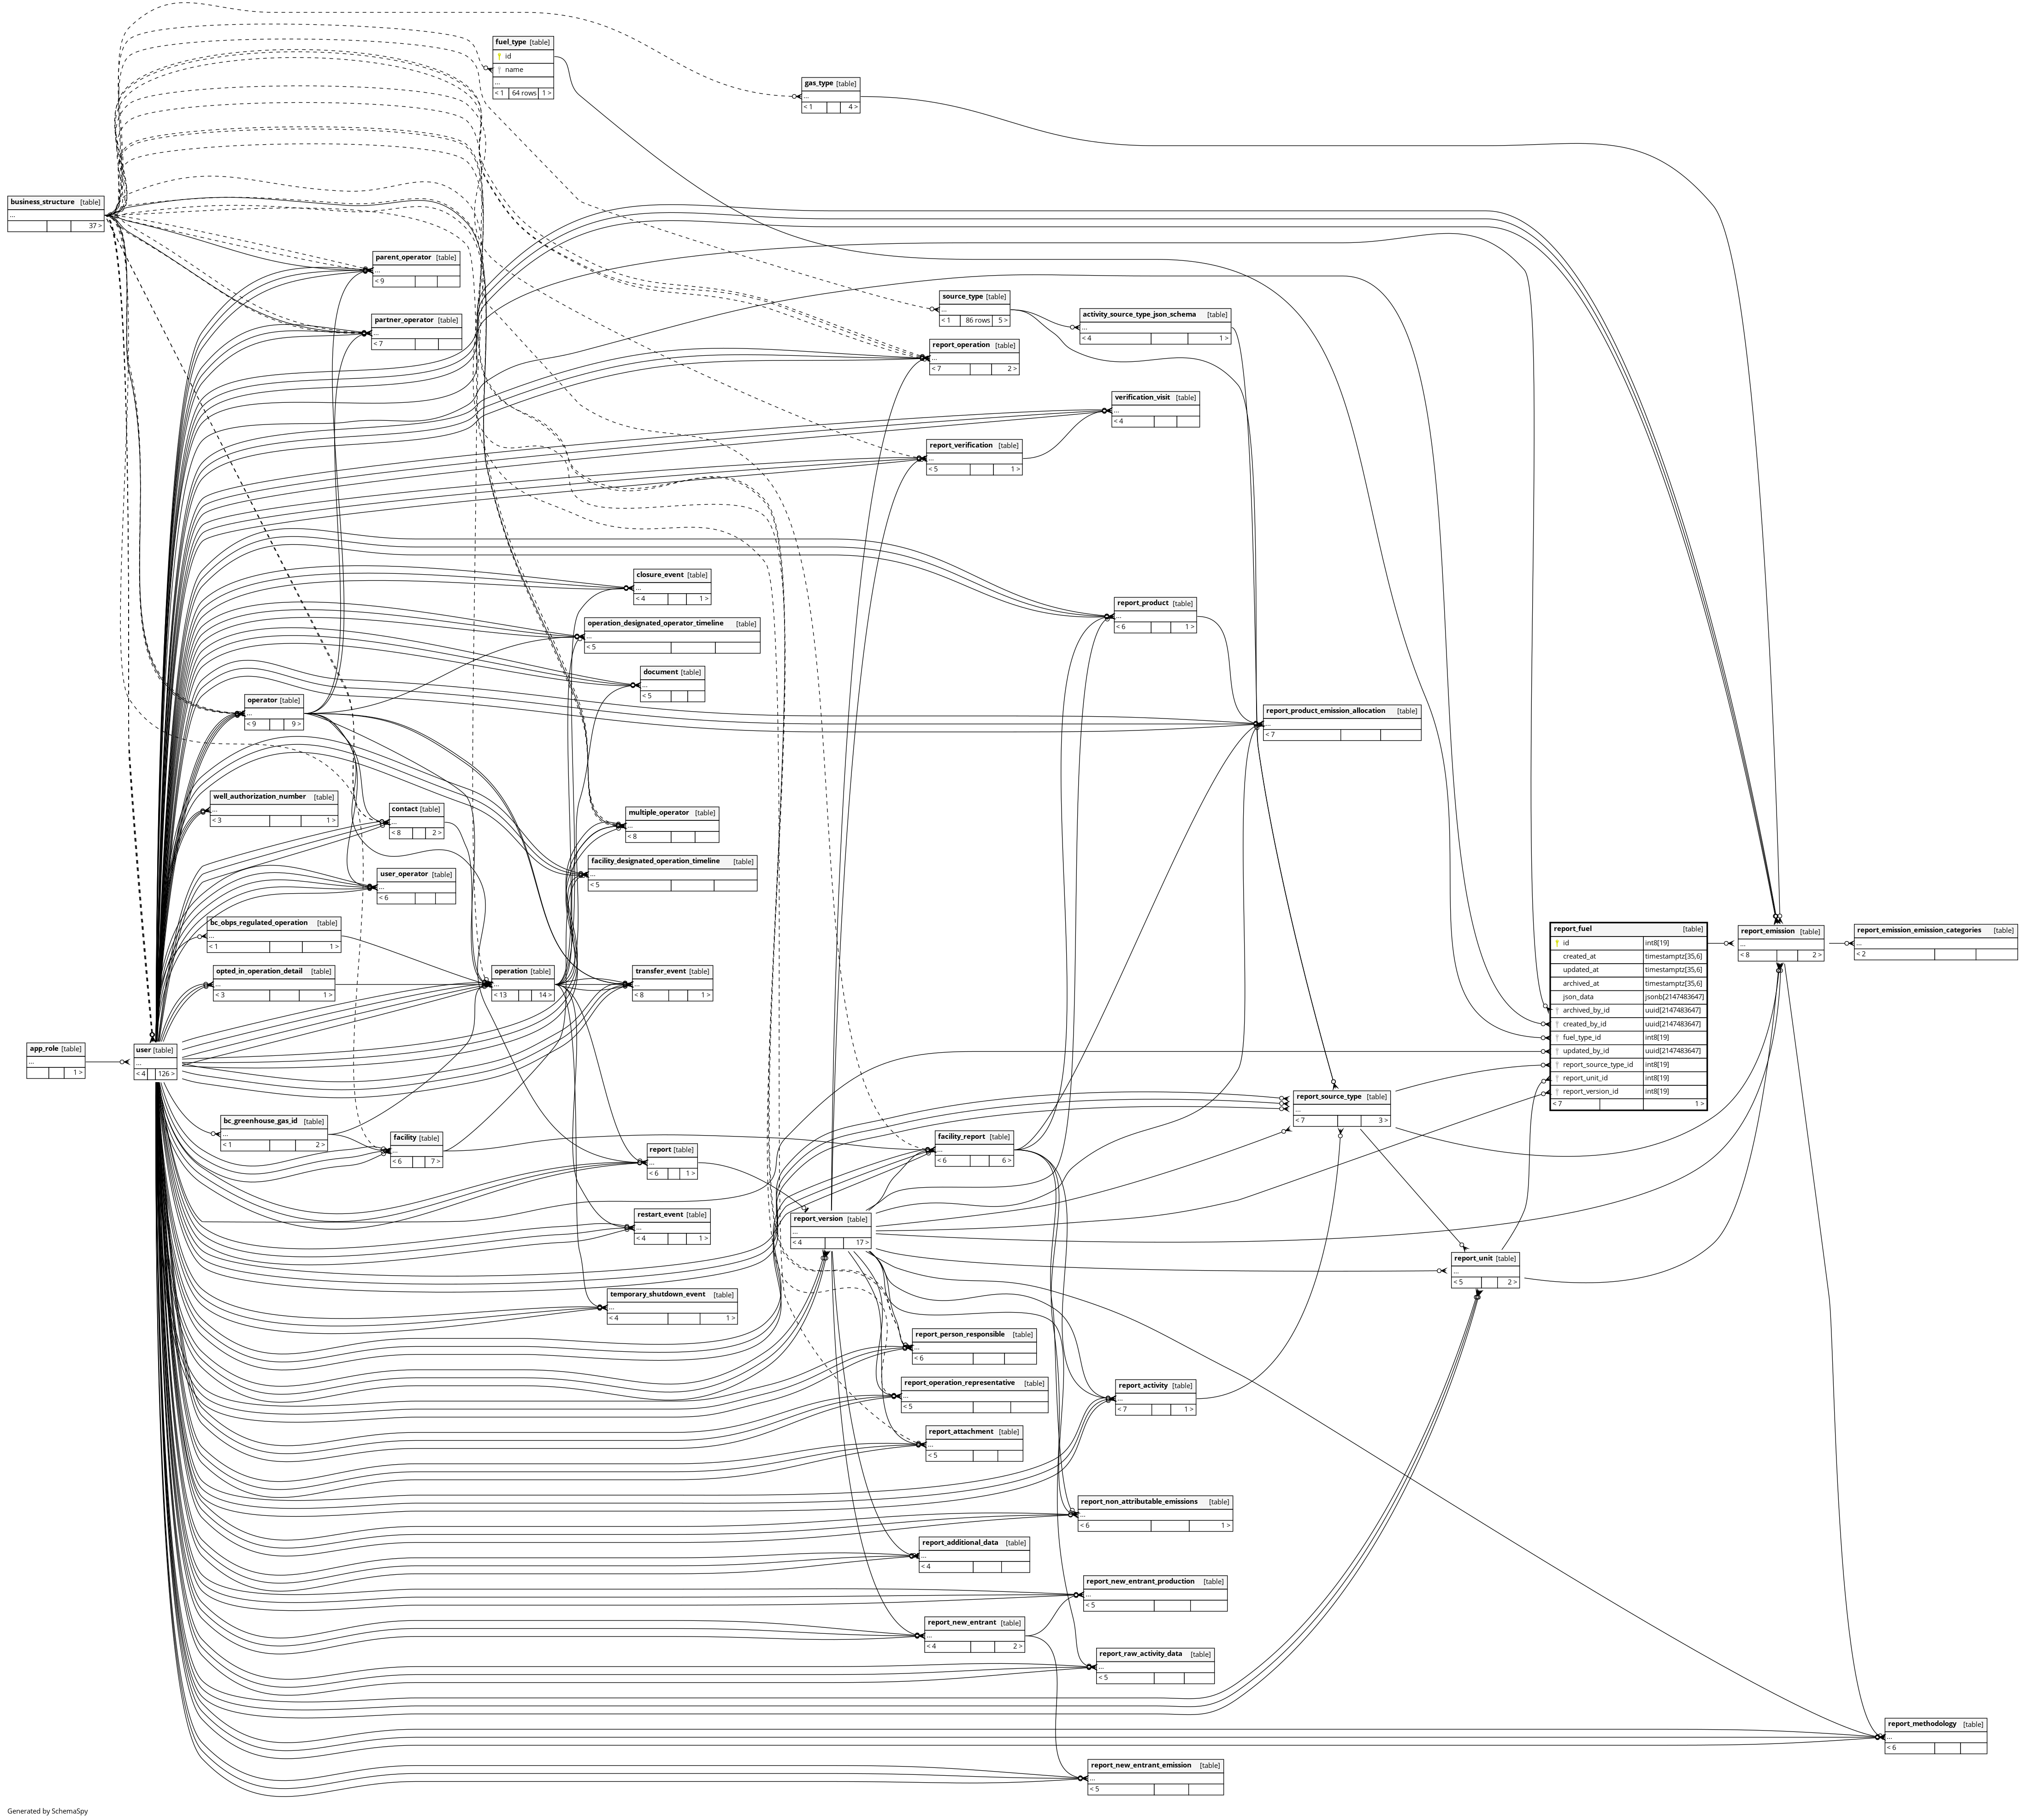 fuel_type [table]
id
name
...
< 1 64 rows 1 >
gas_type [table]
...
< 1 4 >
business_structure [table]
...
37 >
parent_operator [table]
...
< 9
partner_operator [table]
...
< 7
source_type [table]
...
< 1 86 rows 5 >
activity_source_type_json_schema [table]
...
< 4 1 >
report_operation [table]
...
< 7 2 >
verification_visit [table]
...
< 4
report_verification [table]
...
< 5 1 >
closure_event [table]
...
< 4 1 >
report_product [table]
...
< 6 1 >
operation_designated_operator_timeline [table]
...
< 5
document [table]
...
< 5
operator [table]
...
< 9 9 >
report_product_emission_allocation [table]
...
< 7
well_authorization_number [table]
...
< 3 1 >
contact [table]
...
< 8 2 >
multiple_operator [table]
...
< 8
facility_designated_operation_timeline [table]
...
< 5
user_operator [table]
...
< 6
bc_obps_regulated_operation [table]
...
< 1 1 >
opted_in_operation_detail [table]
...
< 3 1 >
operation [table]
...
< 13 14 >
transfer_event [table]
...
< 8 1 >
report_fuel [table]
id int8[19]
created_at timestamptz[35,6]
updated_at timestamptz[35,6]
archived_at timestamptz[35,6]
json_data jsonb[2147483647]
archived_by_id uuid[2147483647]
created_by_id uuid[2147483647]
fuel_type_id int8[19]
updated_by_id uuid[2147483647]
report_source_type_id int8[19]
report_unit_id int8[19]
report_version_id int8[19]
< 7 1 >
report_emission [table]
...
< 8 2 >
report_emission_emission_categories [table]
...
< 2
app_role [table]
...
1 >
user [table]
...
< 4 126 >
report_source_type [table]
...
< 7 3 >
bc_greenhouse_gas_id [table]
...
< 1 2 >
facility [table]
...
< 6 7 >
report [table]
...
< 6 1 >
facility_report [table]
...
< 6 6 >
restart_event [table]
...
< 4 1 >
report_version [table]
...
< 4 17 >
report_unit [table]
...
< 5 2 >
temporary_shutdown_event [table]
...
< 4 1 >
report_person_responsible [table]
...
< 6
report_operation_representative [table]
...
< 5
report_activity [table]
...
< 7 1 >
report_attachment [table]
...
< 5
report_non_attributable_emissions [table]
...
< 6 1 >
report_additional_data [table]
...
< 4
report_new_entrant_production [table]
...
< 5
report_new_entrant [table]
...
< 4 2 >
report_raw_activity_data [table]
...
< 5
report_methodology [table]
...
< 6
report_new_entrant_emission [table]
...
< 5
Generated by SchemaSpy